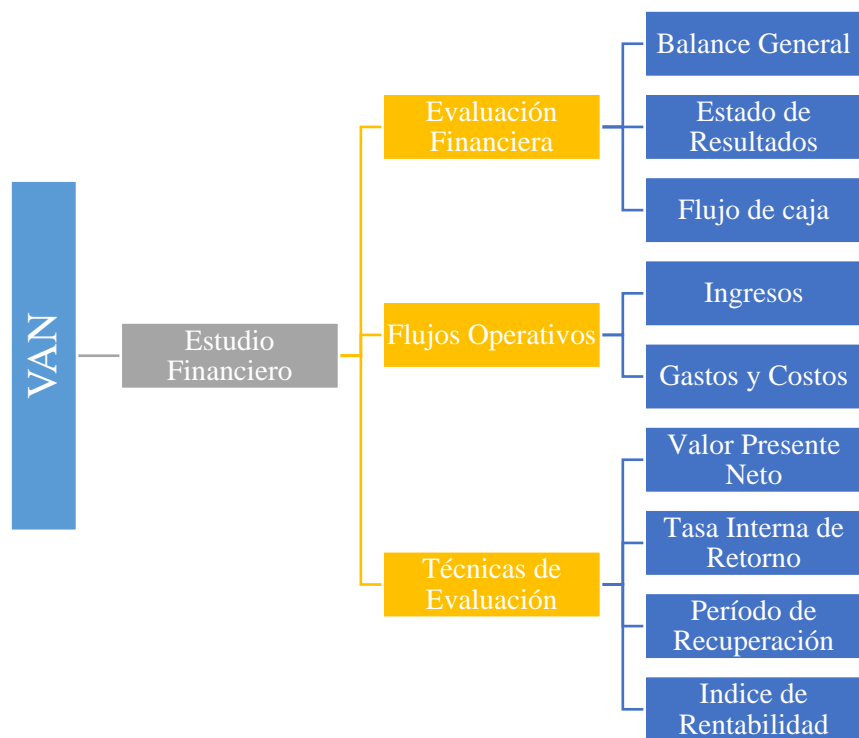 VAN
Estudio
Financiero
Evaluación
Financiera
Balance General
Estado de
Resultados
Flujo de caja
Flujos Operativos
Ingresos
Gastos y Costos
Técnicas de
Evaluación
Valor Presente
Neto
Tasa Interna de
Retorno
Período de
Recuperación
Indice de
Rentabilidad